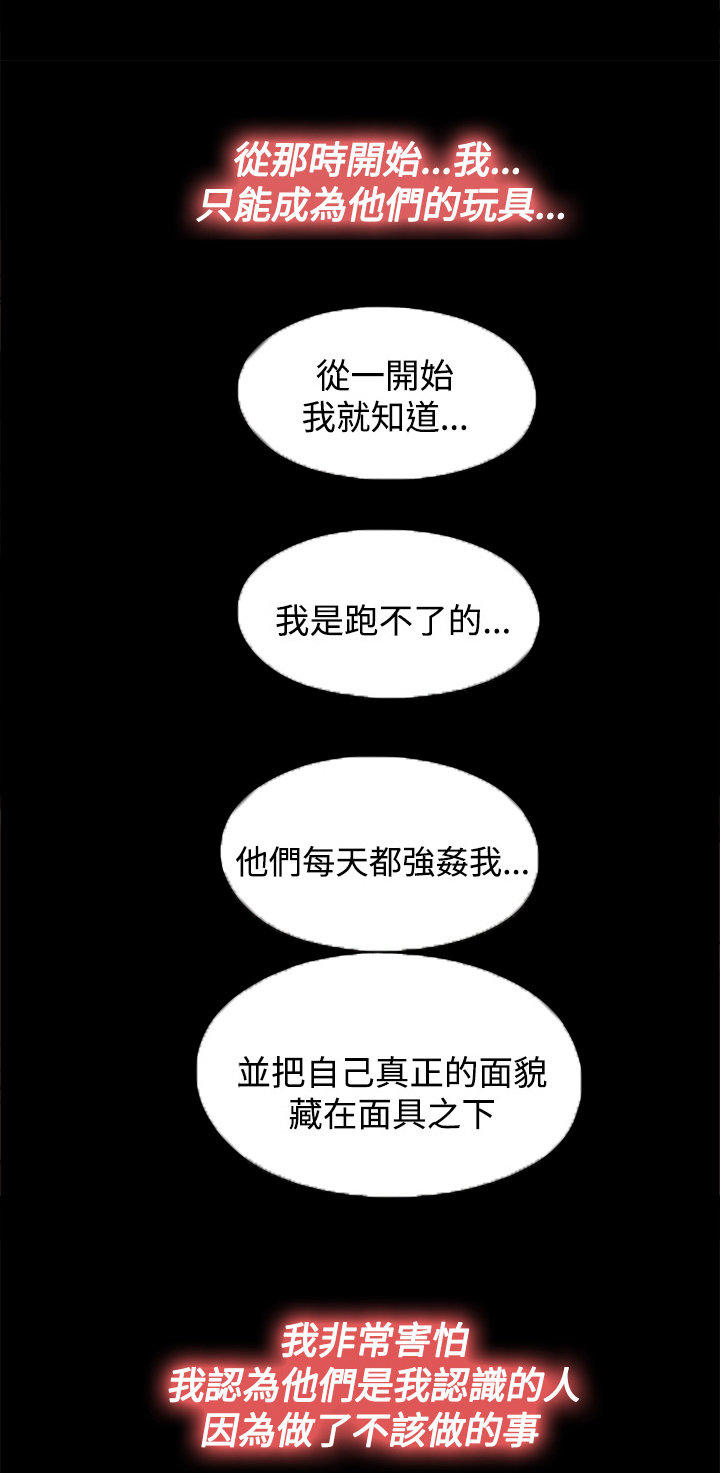 從那時開始...我...
只能成為他們的玩具...
從一開始
我就知道...
我是跑不了的...
他們每天都強姦我...
並把自己真正的面貌
藏在面具之下
我非常害怕
我認為他們是我認識的人
因為做了不該做的事